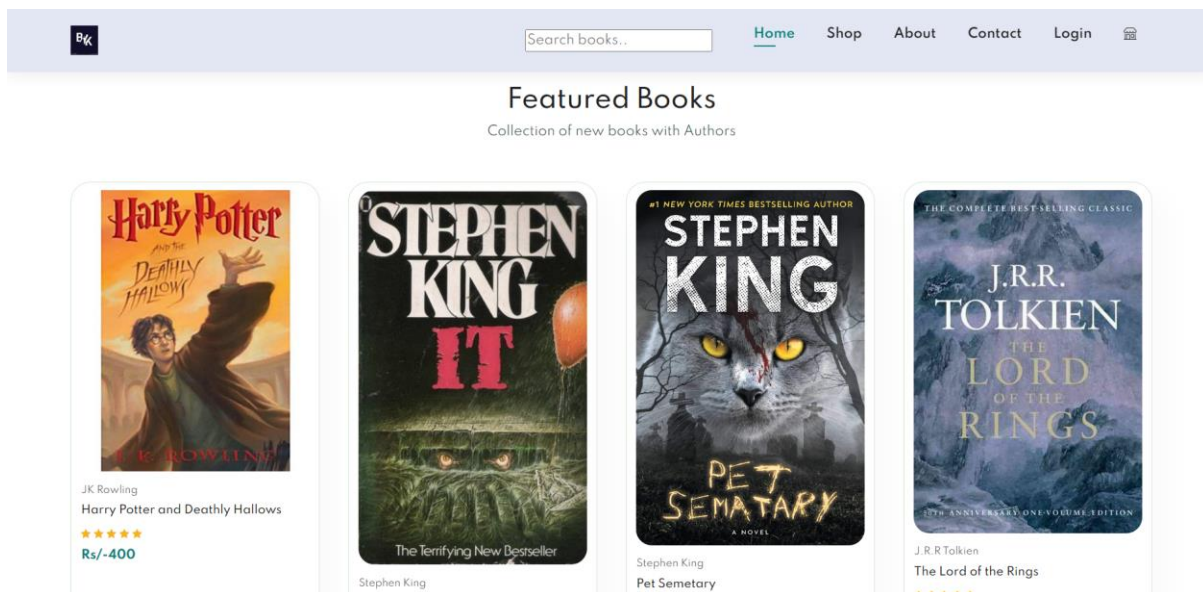 BK
Search books..
Home
Shop
About
Contact
Login
Featured Books
Collection of new books with Authors
Harry Potter
AND THE
DEATHLY
HALLOWS
J. K. ROWLING
JK Rowling
Harry Potter and Deathly Hallows
Rs/-400
STEPHEN
KING
IT
The Terrifying New Bestseller
Stephen King
#1 NEW YORK TIMES BESTSELLING AUTHOR
STEPHEN
KING
PET
SEMATARY
A NOVEL
Stephen King
Pet Semetary
THE COMPLETE BEST-SELLING CLASSIC
J.R.R.
TOLKIEN
THE
LORD
OF THE
RINGS
50TH ANNIVERSARY ONE-VOLUME EDITION
J.R.R Tolkien
The Lord of the Rings